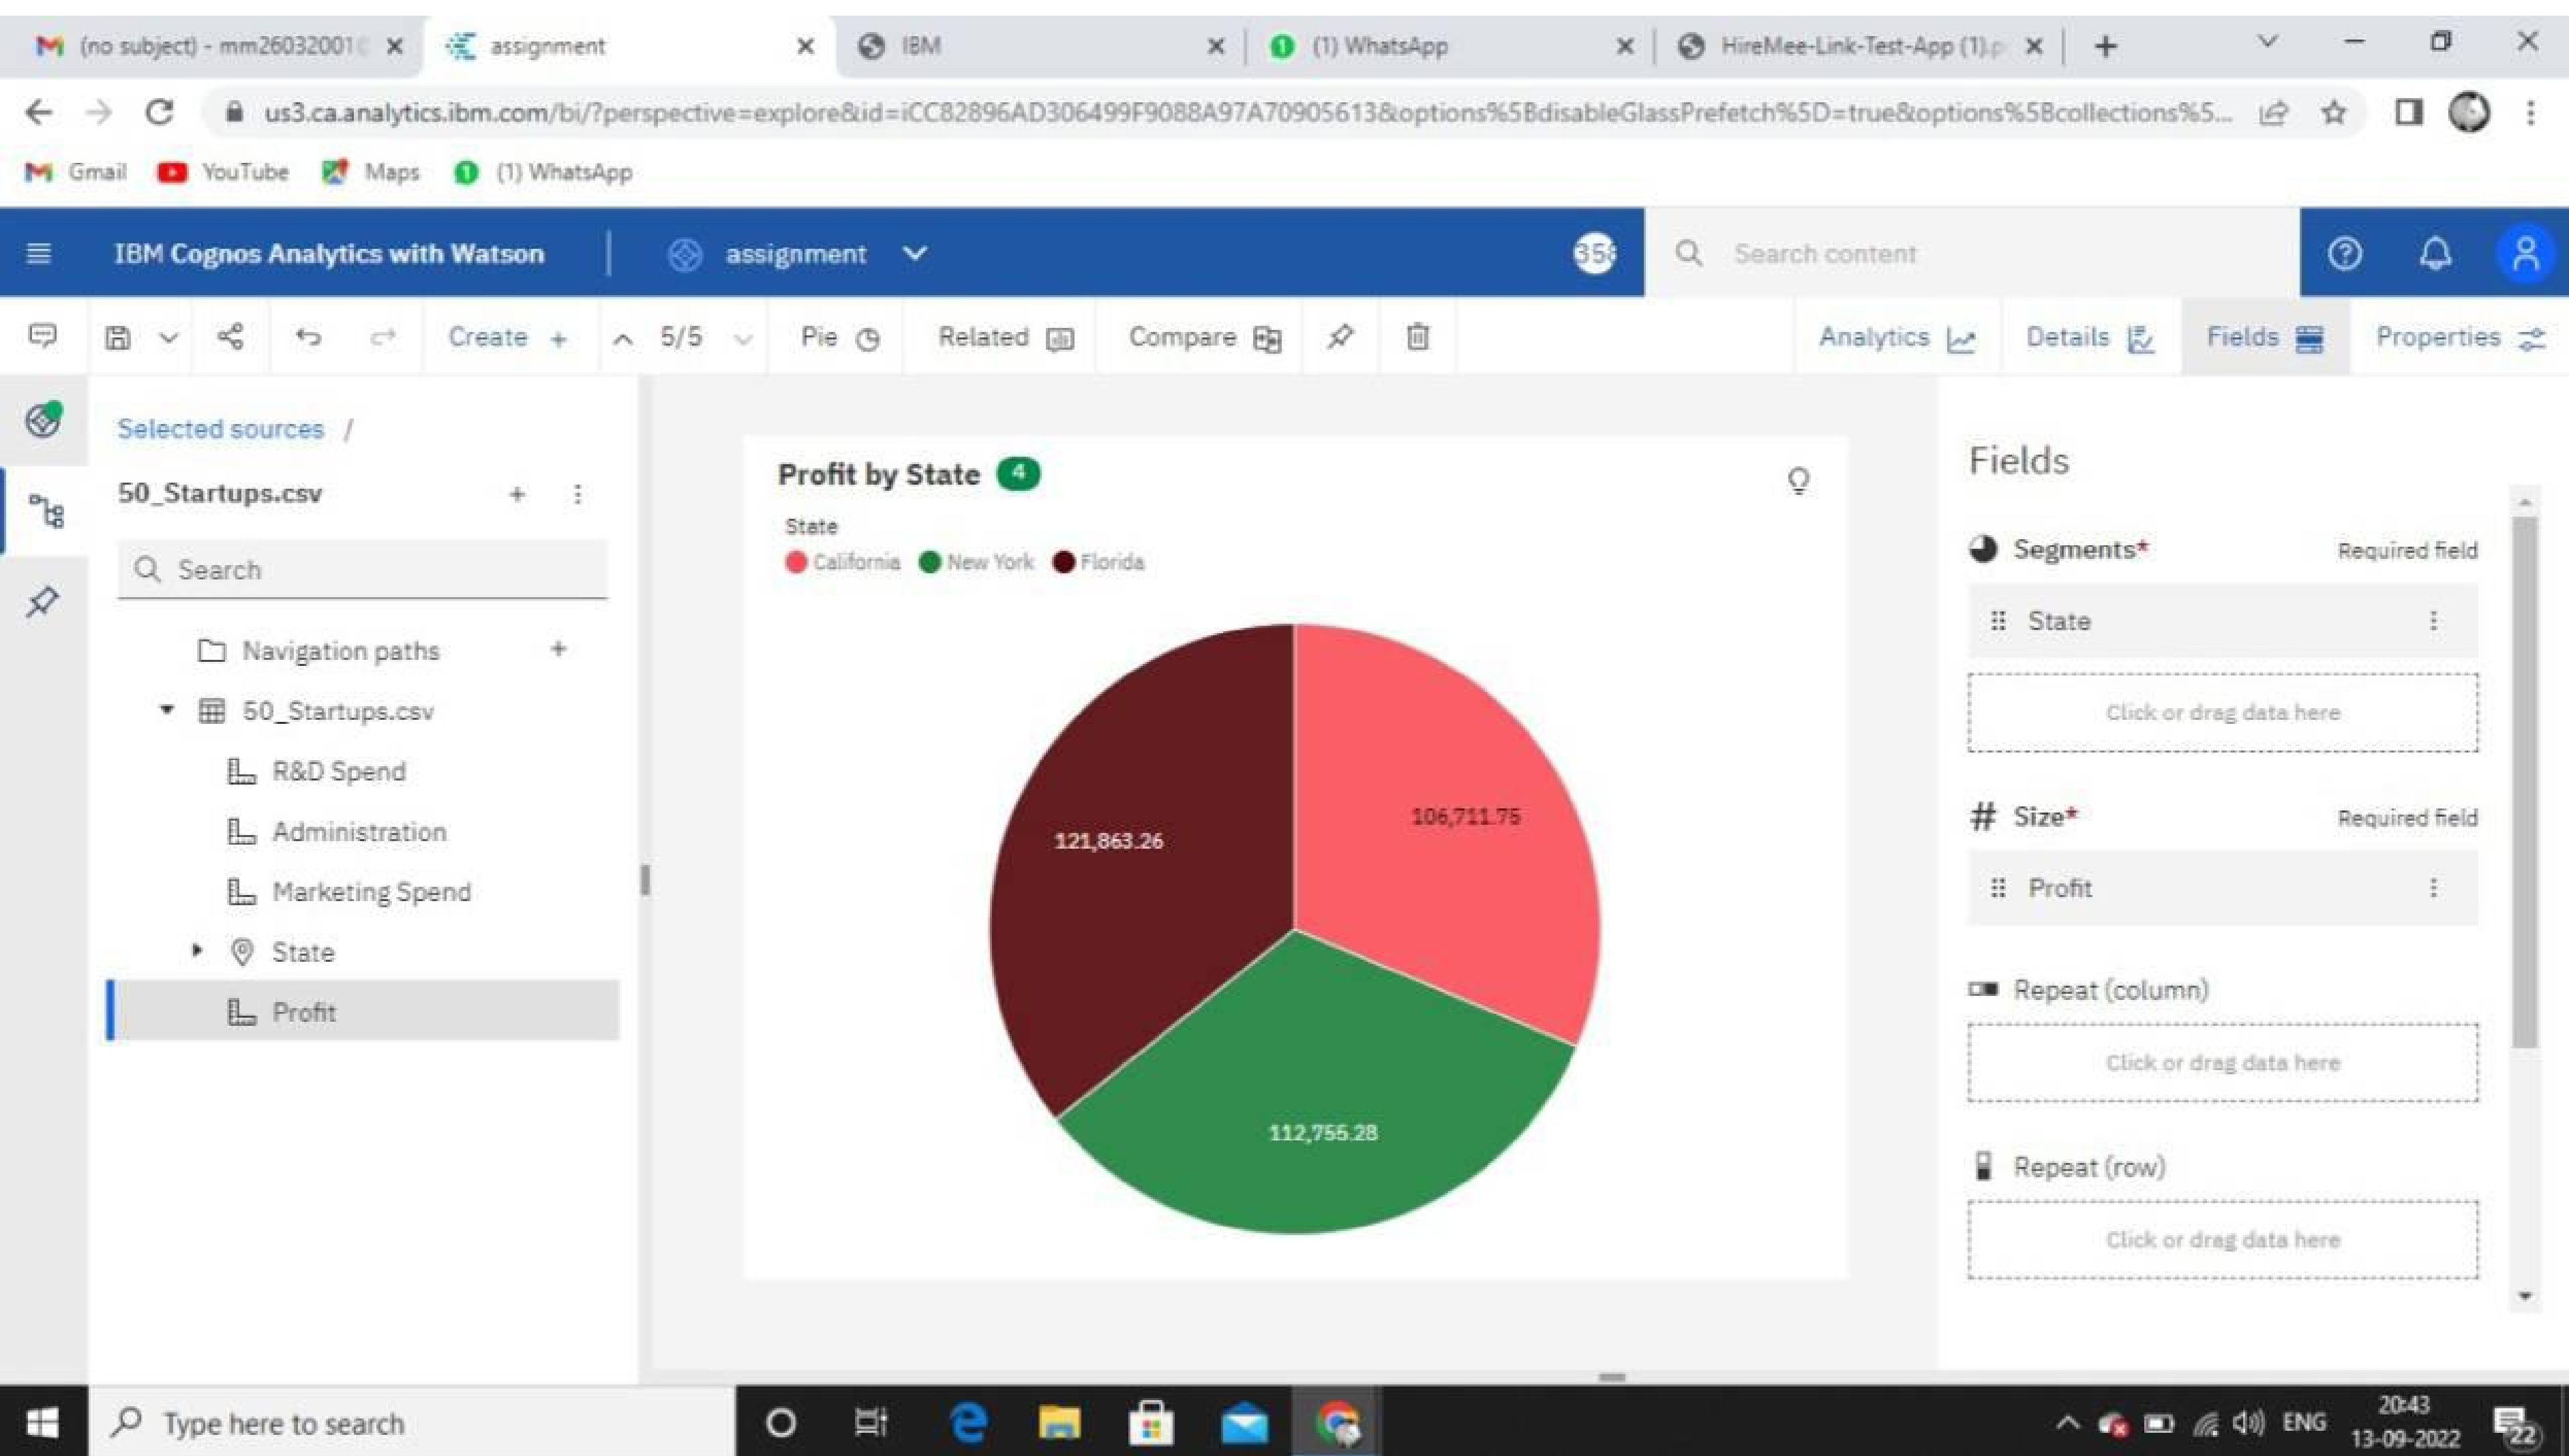 (no subject) - mm26032001
assignment
IBM
(1) WhatsApp
HireMee-Link-Test-App (1).p
us3.ca.analytics.ibm.com/bi/?perspective=explore&id=iCC82896AD306499F9088A97A70905613&options%5BdisableGlassPrefetch%5D=true&options%5Bcollections%5...
Gmail
YouTube
Maps
(1) WhatsApp
IBM Cognos Analytics with Watson
assignment
358
Search content
Create +
5/5
Pie
Related
Compare
Analytics
Details
Fields
Properties
Selected sources /
50_Startups.csv
Search
Navigation paths
50_Startups.csv
R&D Spend
Administration
Marketing Spend
State
Profit
Profit by State 4
State
California New York Florida
106,711.75
121,863.26
112,755.28
Fields
Segments* Required field
State
Click or drag data here
# Size* Required field
Profit
Repeat (column)
Click or drag data here
Repeat (row)
Click or drag data here
Type here to search
ENG
20:43
13-09-2022
22